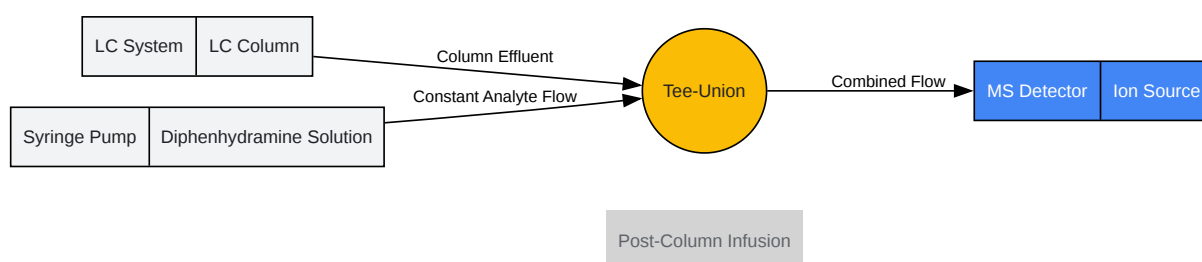 LC System
LC Column
Column Effluent
Constant Analyte Flow
Syringe Pump
Diphenhydramine Solution
Tee-Union
Combined Flow
MS Detector
Ion Source
Post-Column Infusion